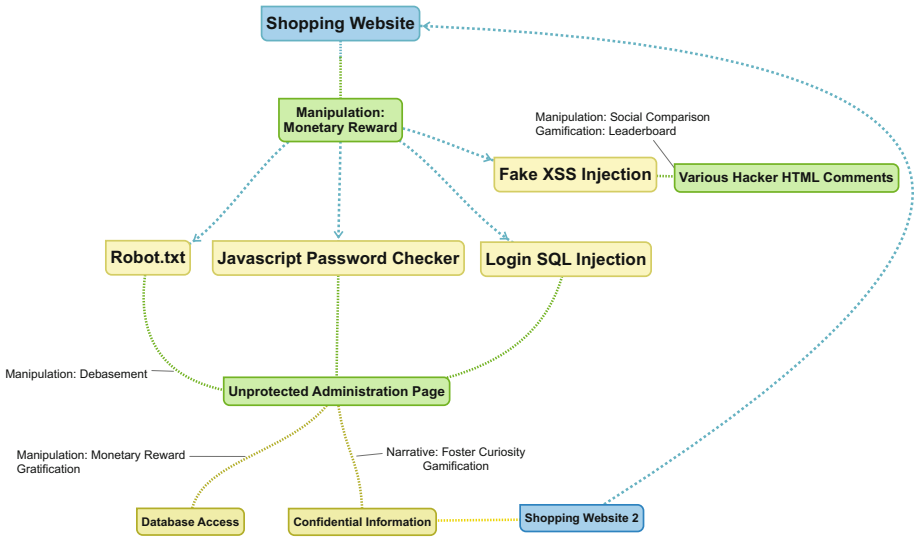 Shopping Website
Manipulation:
Monetary Reward
Manipulation: Social Comparison
Gamification: Leaderboard
Fake XSS Injection
Various Hacker HTML Comments
Robot.txt
Javascript Password Checker
Login SQL Injection
Manipulation: Debasement
Unprotected Administration Page
Manipulation: Monetary Reward
Gratification
Narrative: Foster Curiosity
Gamification
Database Access
Confidential Information
Shopping Website 2